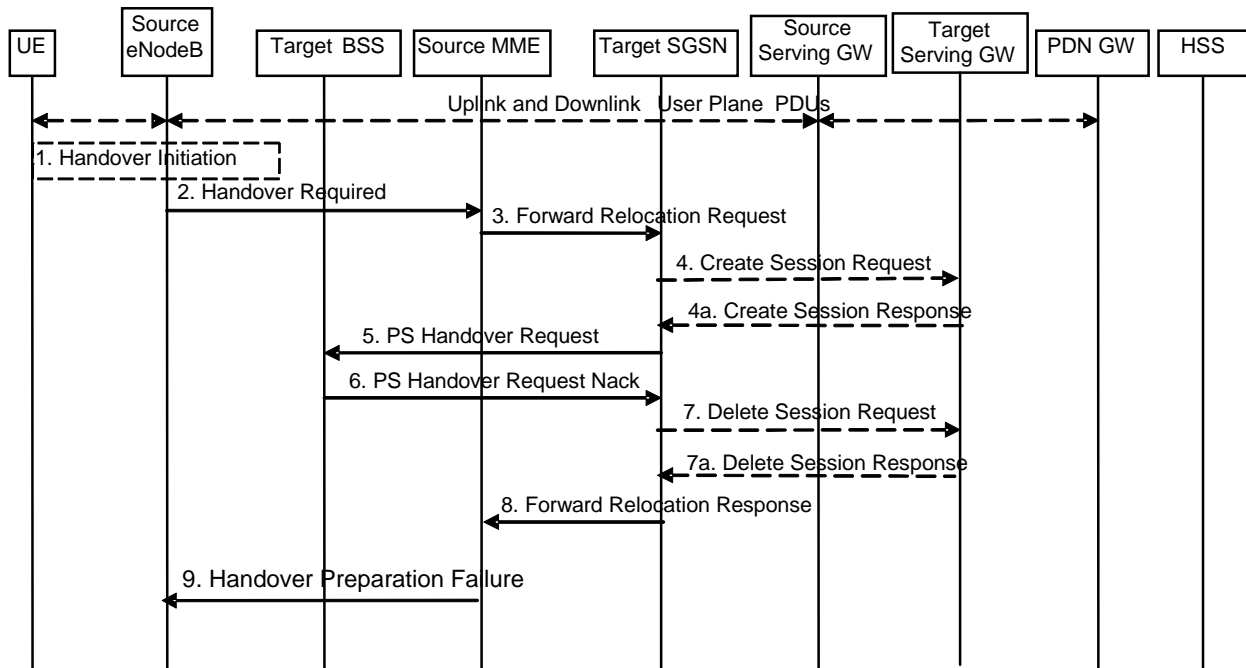 UE
Source
eNodeB
Target BSS
Source MME
Target SGSN
Source
Serving GW
Target
Serving GW
PDN GW
HSS
Uplink and Downlink User Plane PDUs
1. Handover Initiation
2. Handover Required
3. Forward Relocation Request
4. Create Session Request
4a. Create Session Response
5. PS Handover Request
6. PS Handover Request Nack
7. Delete Session Request
7a. Delete Session Response
8. Forward Relocation Response
9. Handover Preparation Failure